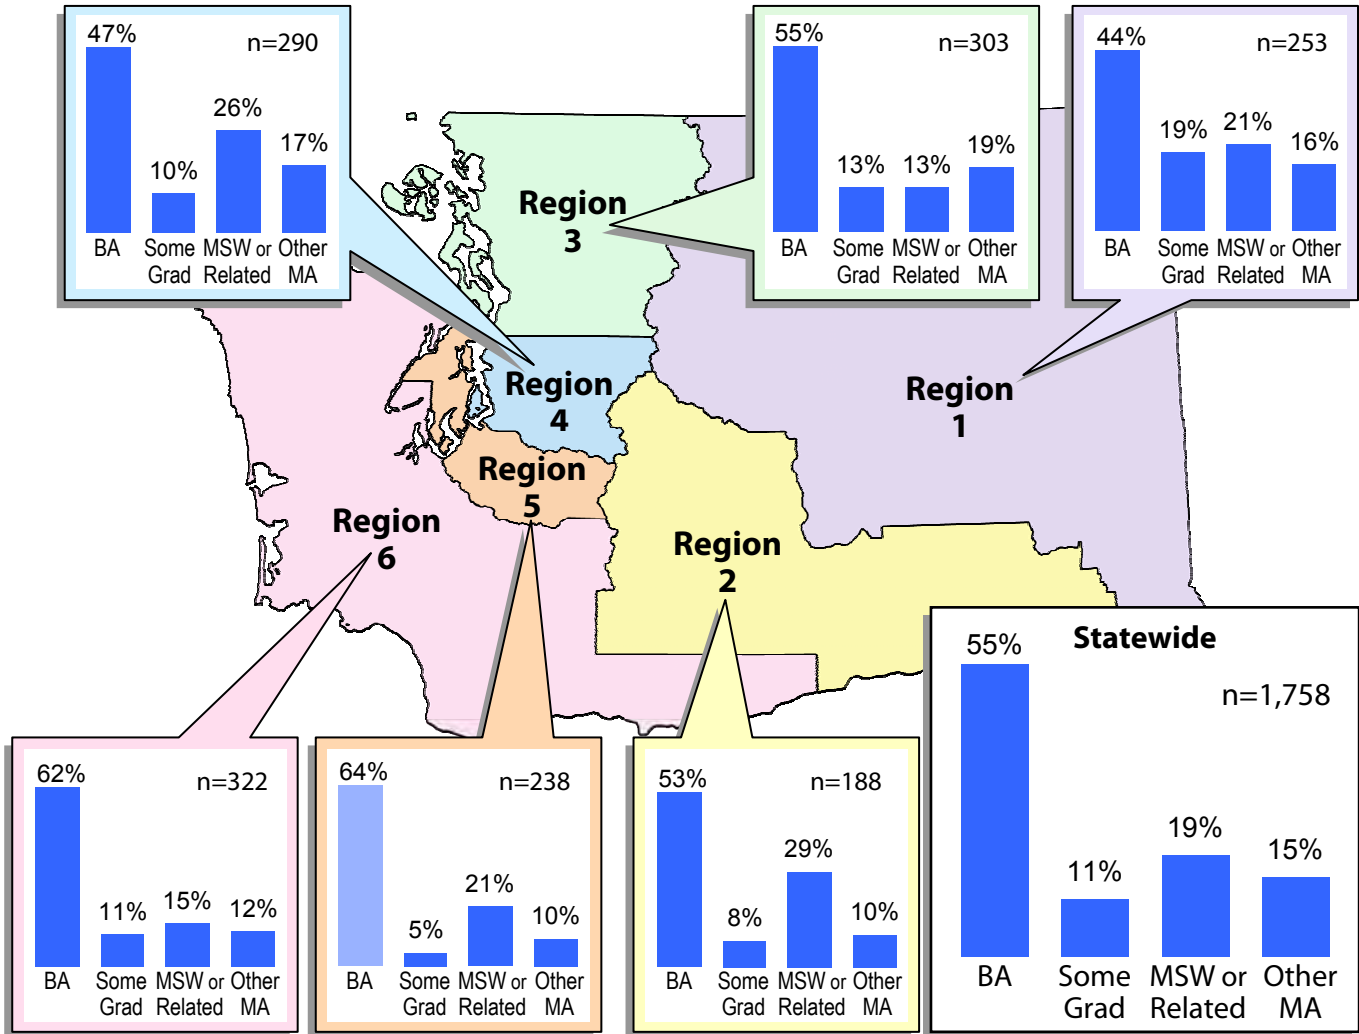 47%
n=290
10%
26%
17%
BA
Some Grad
MSW or Related
Other MA
55%
n=303
13%
13%
19%
BA
Some Grad
MSW or Related
Other MA
44%
n=253
19%
21%
16%
BA
Some Grad
MSW or Related
Other MA
Region
3
Region
4
Region
1
Region
5
Region
6
Region
2
62%
n=322
11%
15%
12%
BA
Some Grad
MSW or Related
Other MA
64%
n=238
5%
21%
10%
BA
Some Grad
MSW or Related
Other MA
53%
n=188
8%
29%
10%
BA
Some Grad
MSW or Related
Other MA
Statewide
55%
n=1,758
11%
19%
15%
BA
Some Grad
MSW or Related
Other MA